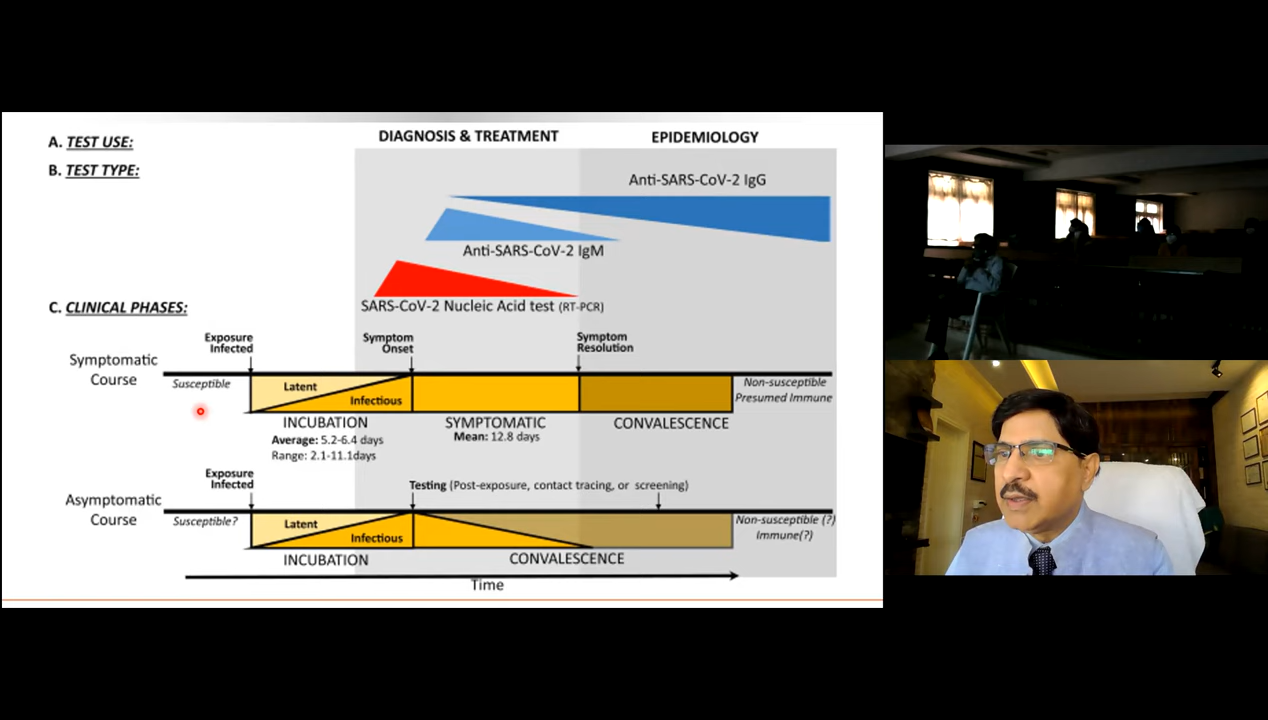 A. TEST USE:
DIAGNOSIS & TREATMENT
EPIDEMIOLOGY
B. TEST TYPE:
Anti-SARS-CoV-2 IgG
Anti-SARS-CoV-2 IgM
SARS-CoV-2 Nucleic Acid test (RT-PCR)
C. CLINICAL PHASES:
Exposure
Infected
Symptom
Onset
Symptom
Resolution
Symptomatic
Course
Susceptible
Latent
Infectious
Non-susceptible
Presumed Immune
INCUBATION
Average: 5.2-6.4 days
Range: 2.1-11.1days
SYMPTOMATIC
Mean: 12.8 days
CONVALESCENCE
Exposure
Infected
Testing (Post-exposure, contact tracing, or screening)
Asymptomatic
Course
Susceptible?
Latent
Infectious
Non-susceptible (?)
Immune(?)
INCUBATION
CONVALESCENCE
Time